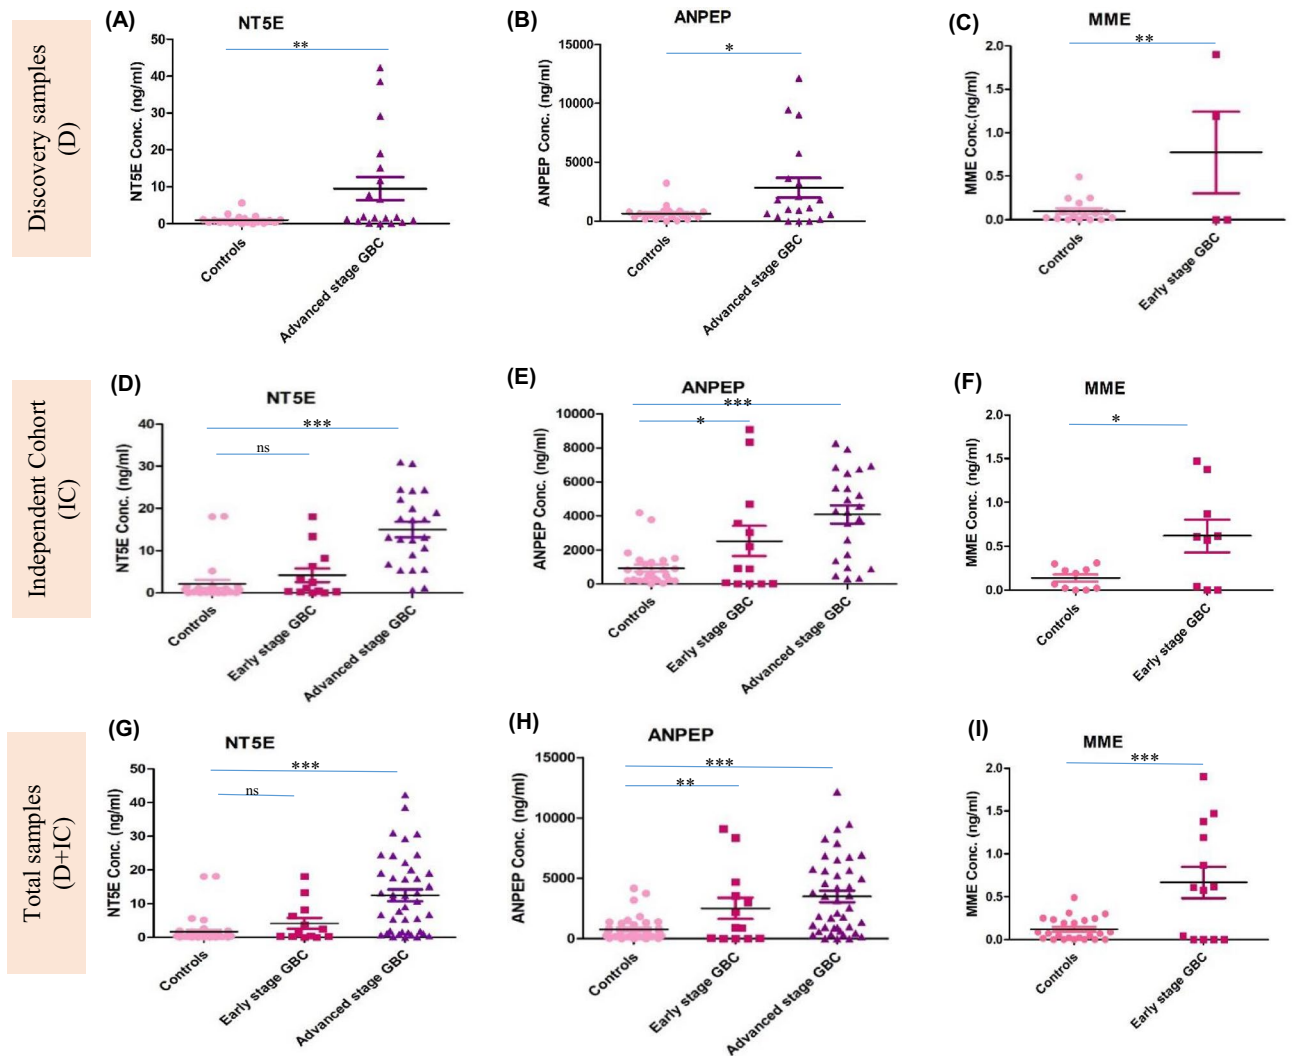 Discovery samples
(D)
(A)
NT5E
**
NT5E Conc. (ng/ml)
50
40
30
20
10
0
Controls
Advanced stage GBC
(B)
ANPEP
*
ANPEP Conc. (ng/ml)
15000
10000
5000
0
Controls
Advanced stage GBC
(C)
MME
**
MME Conc.(ng/ml)
2.0
1.5
1.0
0.5
0.0
Controls
Early stage GBC
Independent Cohort
(IC)
(D)
NT5E
***
ns
NT5E Conc. (ng/ml)
40
30
20
10
0
Controls
Early stage GBC
Advanced stage GBC
(E)
ANPEP
***
*
ANPEP Conc. (ng/ml)
10000
8000
6000
4000
2000
0
Controls
Early stage GBC
Advanced stage GBC
(F)
MME
*
MME Conc. (ng/ml)
2.0
1.5
1.0
0.5
0.0
Controls
Early stage GBC
Total samples
(D+IC)
(G)
NT5E
***
ns
NT5E Conc. (ng/ml)
50
40
30
20
10
0
Controls
Early stage GBC
Advanced stage GBC
(H)
ANPEP
***
**
ANPEP Conc. (ng/ml)
15000
10000
5000
0
Controls
Early stage GBC
Advanced stage GBC
(I)
MME
***
MME Conc. (ng/ml)
2.0
1.5
1.0
0.5
0.0
Controls
Early stage GBC